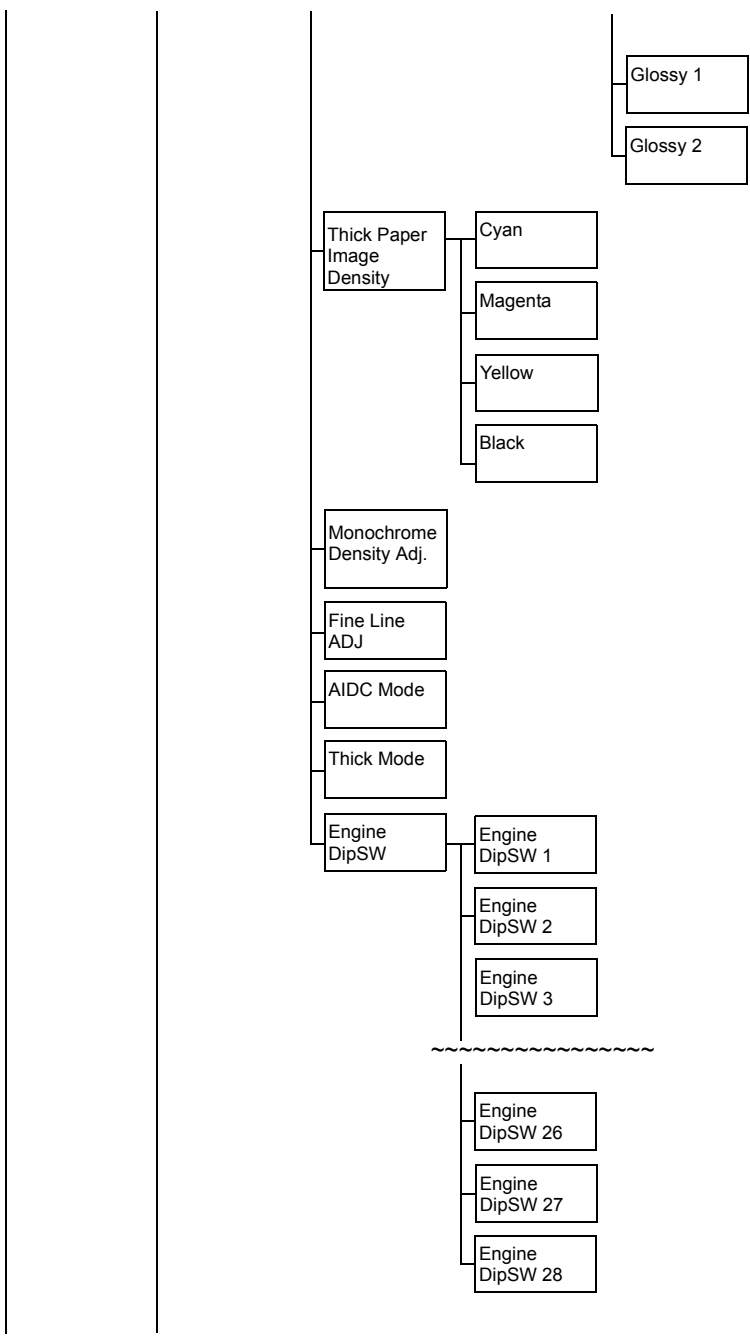 Glossy 1
Glossy 2
Thick Paper
Image
Density
Cyan
Magenta
Yellow
Black
Monochrome
Density Adj.
Fine Line
ADJ
AIDC Mode
Thick Mode
Engine
DipSW
Engine
DipSW 1
Engine
DipSW 2
Engine
DipSW 3
~~~~~~~~~~~~~~~~
Engine
DipSW 26
Engine
DipSW 27
Engine
DipSW 28